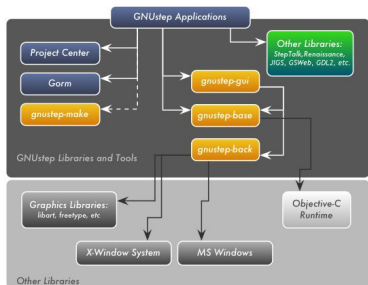 GNUstep Applications
Project Center
Gorm
gnustep-make
Other Libraries:
StepTalk,Renaissance,
JIGS, GSWeb, GDL2, etc.
gnustep-gui
gnustep-base
gnustep-back
GNUstep Libraries and Tools
Graphics Libraries:
libart, freetype, etc
Objective-C
Runtime
X-Window System
MS Windows
Other Libraries